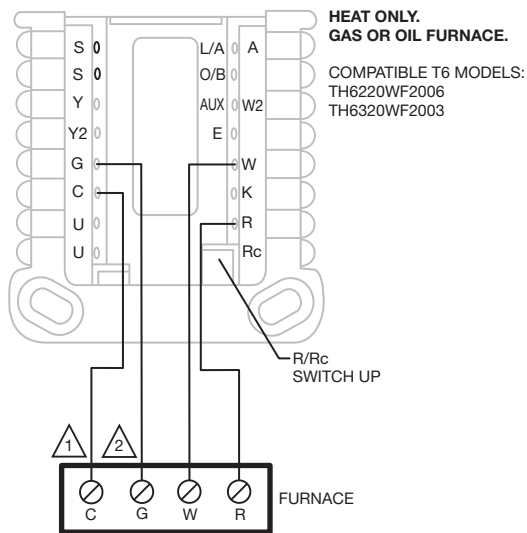 HEAT ONLY.
GAS OR OIL FURNACE.
COMPATIBLE T6 MODELS:
TH6220WF2006
TH6320WF2003
S L/A A
S O/B
Y AUX W2
Y2 E
G W
C K
U R
U Rc
R/Rc
SWITCH UP
1 2
C G W R
FURNACE